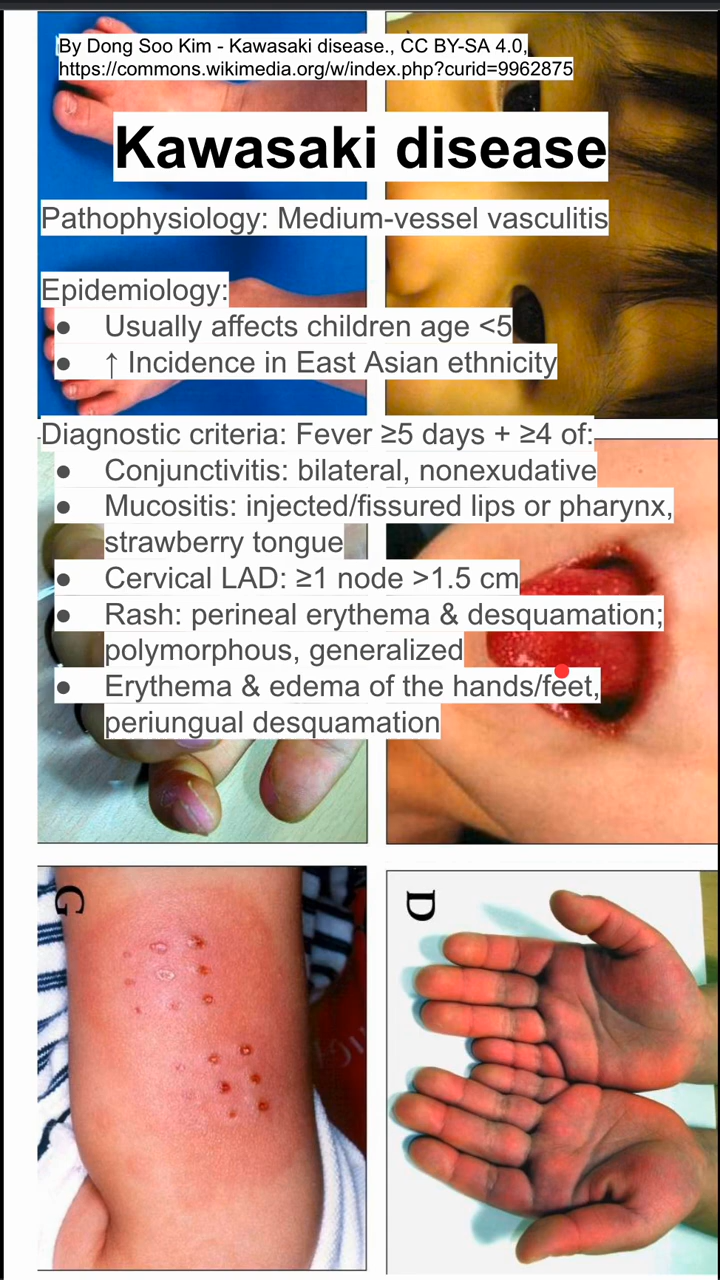 By Dong Soo Kim - Kawasaki disease., CC BY-SA 4.0,
https://commons.wikimedia.org/w/index.php?curid=9962875
Kawasaki disease
Pathophysiology: Medium-vessel vasculitis
Epidemiology:
● Usually affects children age <5
● ↑ Incidence in East Asian ethnicity
Diagnostic criteria: Fever ≥5 days + ≥4 of:
● Conjunctivitis: bilateral, nonexudative
● Mucositis: injected/fissured lips or pharynx,
strawberry tongue
● Cervical LAD: ≥1 node >1.5 cm
● Rash: perineal erythema & desquamation;
polymorphous, generalized
● Erythema & edema of the hands/feet,
periungual desquamation
G
D